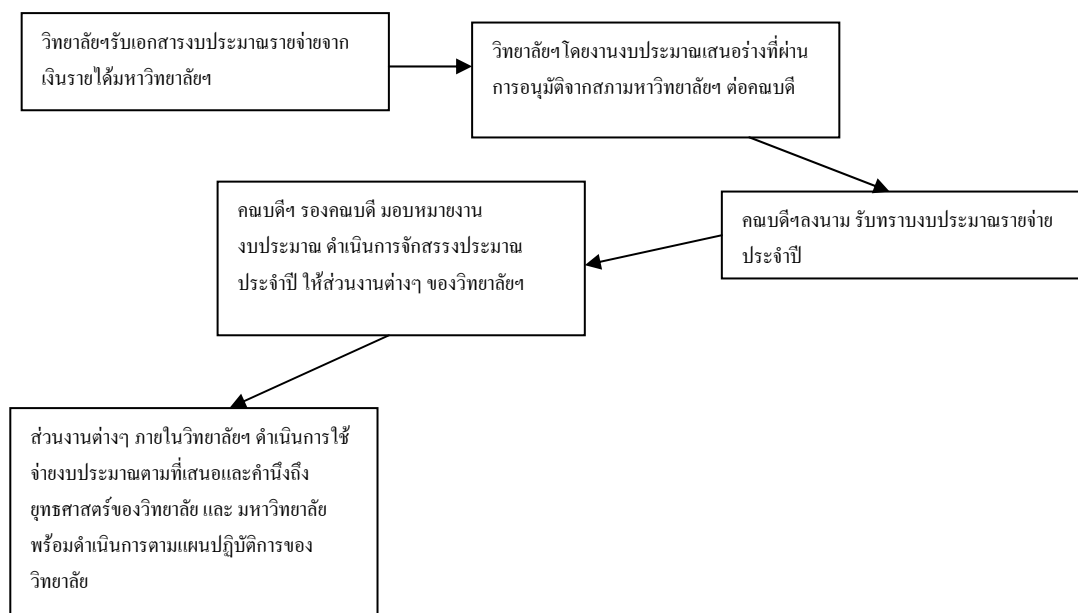 วิทยาลัยฯรับเอกสารงบประมาณรายจ่ายจาก
เงินรายได้มหาวิทยาลัยฯ
วิทยาลัยฯโดยงานงบประมาณเสนอร่างที่ผ่าน
การอนุมัติจากสภามหาวิทยาลัยฯ ต่อคณบดี
คณบดีฯลงนาม รับทราบงบประมาณรายจ่าย
ประจำปี
คณบดีฯ รองคณบดี มอบหมายงาน
งบประมาณ ดำเนินการจักสรรงประมาณ
ประจำปี ให้ส่วนงานต่างๆ ของวิทยาลัยฯ
ส่วนงานต่างๆ ภายในวิทยาลัยฯ ดำเนินการใช้
จ่ายงบประมาณตามที่เสนอและคำนึงถึง
ยุทธศาสตร์ของวิทยาลัย และ มหาวิทยาลัย
พร้อมดำเนินการตามแผนปฏิบัติการของ
วิทยาลัย